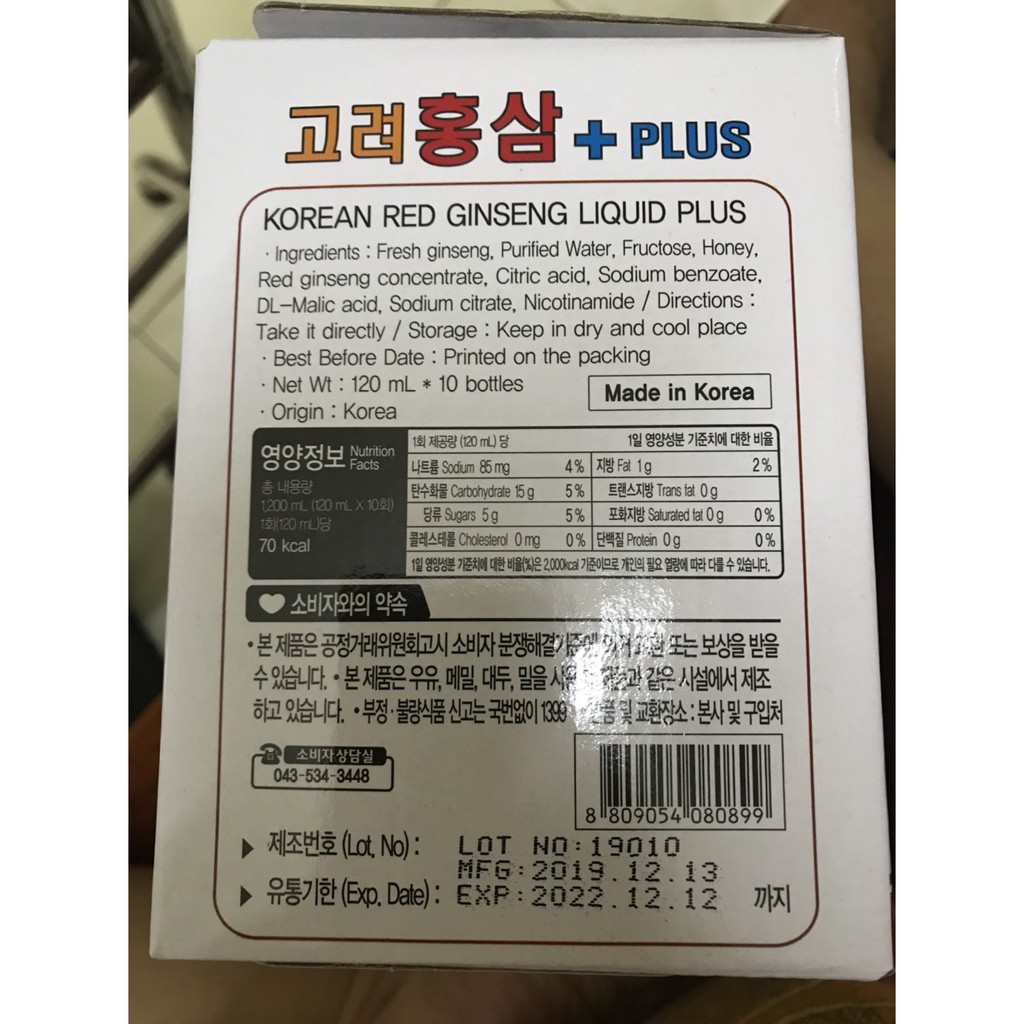 고려홍삼+PLUS
KOREAN RED GINSENG LIQUID PLUS
· Ingredients : Fresh ginseng, Purified Water, Fructose, Honey,
Red ginseng concentrate, Citric acid, Sodium benzoate,
DL-Malic acid, Sodium citrate, Nicotinamide / Directions :
Take it directly / Storage : Keep in dry and cool place
· Best Before Date : Printed on the packing
· Net Wt : 120 mL * 10 bottles
Made in Korea
· Origin : Korea
영양정보 Nutrition Facts
총 내용량
1,200 mL (120 mL X 10회)
1회(120 mL)당
70 kcal
1회 제공량 (120 mL) 당 1일 영양성분 기준치에 대한 비율
나트륨 Sodium 85 mg 4% 지방 Fat 1 g 2%
탄수화물 Carbohydrate 15 g 5% 트랜스지방 Trans fat 0 g
당류 Sugars 5 g 5% 포화지방 Saturated fat 0 g 0%
콜레스테롤 Cholesterol 0 mg 0% 단백질 Protein 0 g 0%
1일 영양성분 기준치에 대한 비율(%)은 2,000kcal 기준이므로 개인의 필요 열량에 따라 다를 수 있습니다.
소비자와의 약속
• 본 제품은 공정거래위원회고시 소비자 분쟁해결기준에 또는 보상을 받을
수 있습니다. • 본 제품은 우유, 메밀, 대두, 밀을 같은 시설에서 제조
하고 있습니다. • 부정·불량식품 신고는 국번없이 1399 및 교환장소 : 본사 및 구입처
소비자상담실
043-534-3448
8 809054 080899
▶ 제조번호 (Lot, No) : LOT NO:19010
MFG:2019.12.13
▶ 유통기한 (Exp. Date) : EXP:2022.12.12 까지